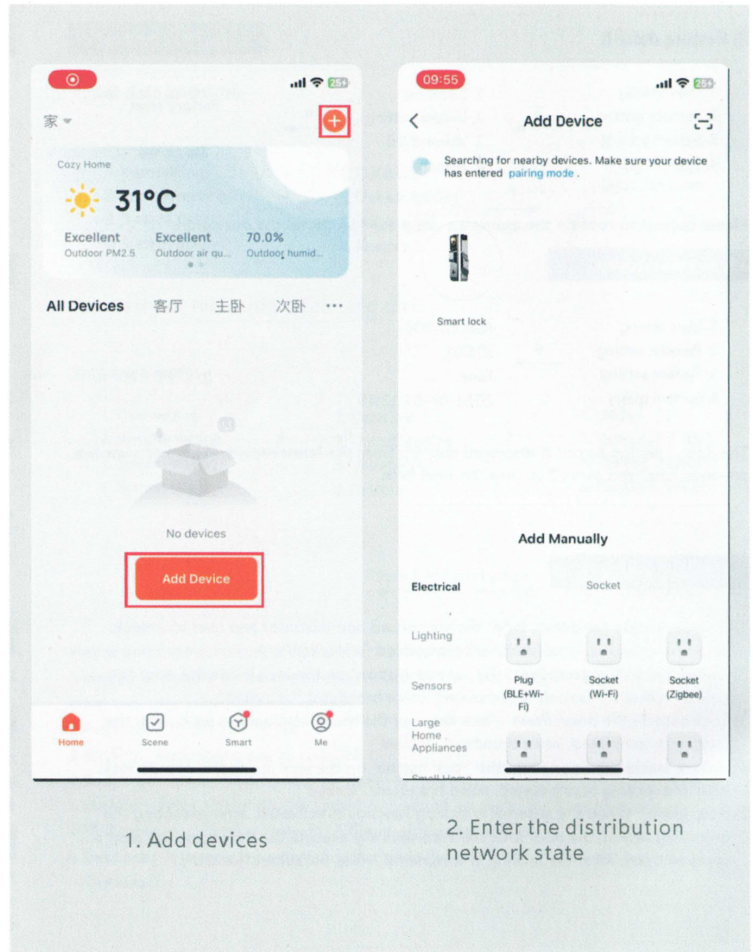 25+
家
Cozy Home
31°C
Excellent Excellent 70.0%
Outdoor PM2.5 Outdoor air qu... Outdoor humid...
All Devices 客厅 主卧 次卧 ...
No devices
Add Device
Home Scene Smart Me
1. Add devices
09:55
25+
Add Device
Searching for nearby devices. Make sure your device
has entered pairing mode .
Smart lock
Add Manually
Electrical
Socket
Lighting
Sensors
Large
Home
Appliances
Small Home
Plug
(BLE+Wi-
Fi)
Socket
(Wi-Fi)
Socket
(Zigbee)
2. Enter the distribution
network state